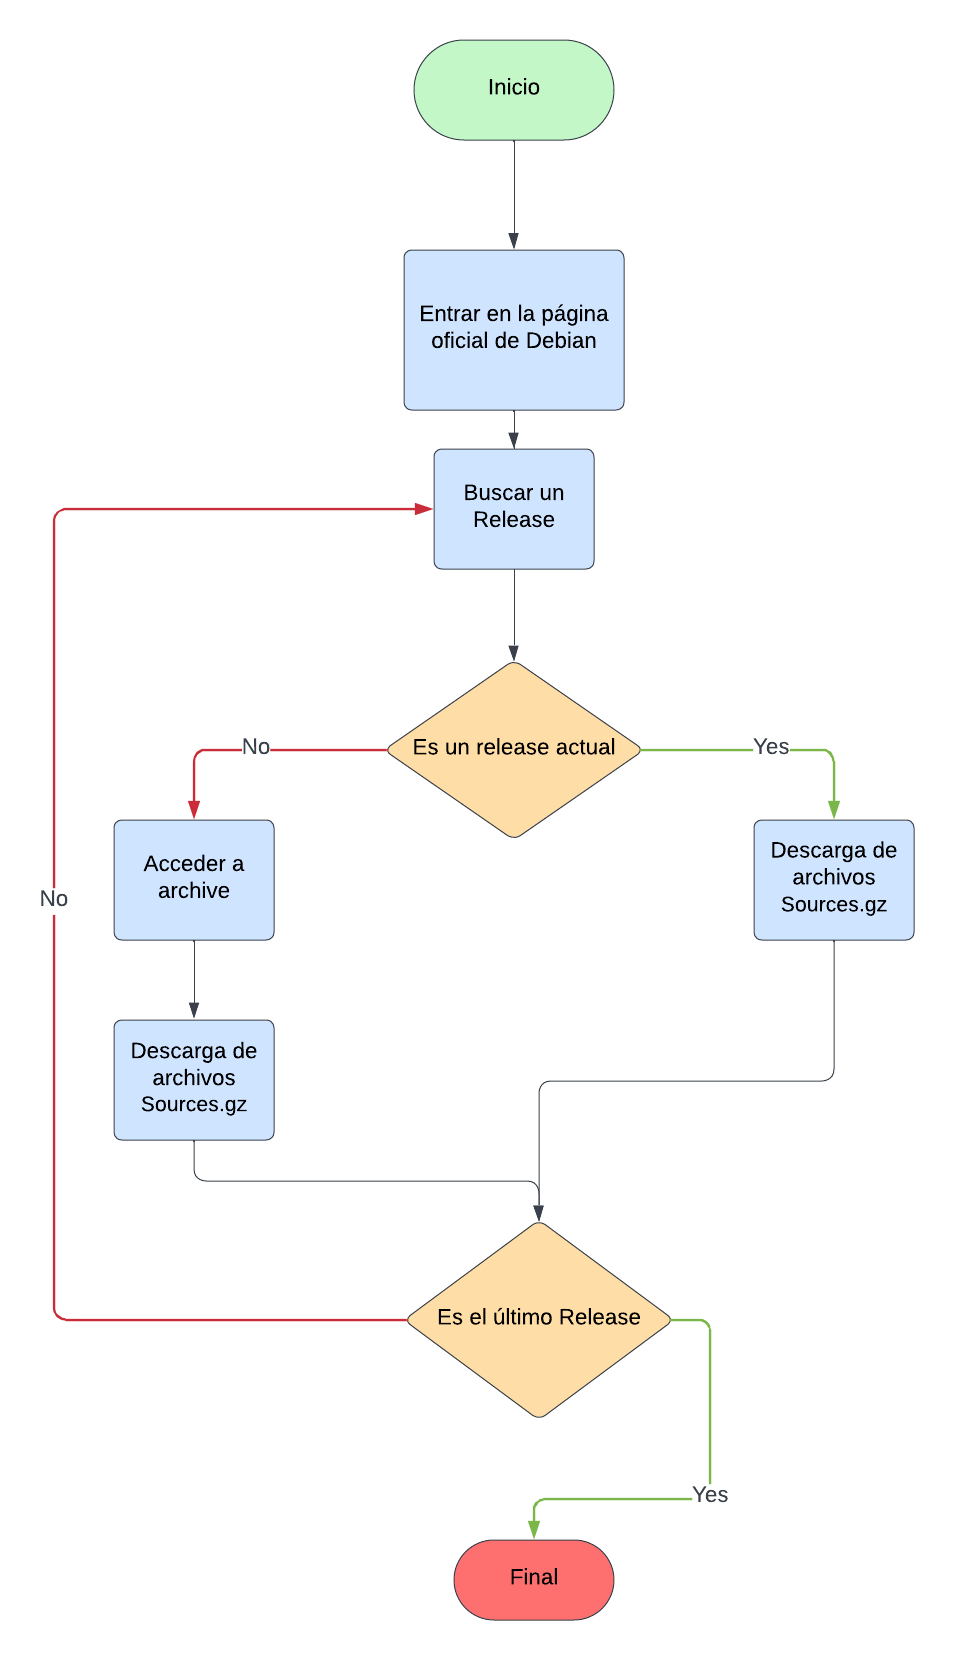 Inicio
Entrar en la página
oficial de Debian
Buscar un
Release
Es un release actual
No
Yes
Acceder a
archive
Descarga de
archivos
Sources.gz
No
Descarga de
archivos
Sources.gz
Es el último Release
Yes
Final